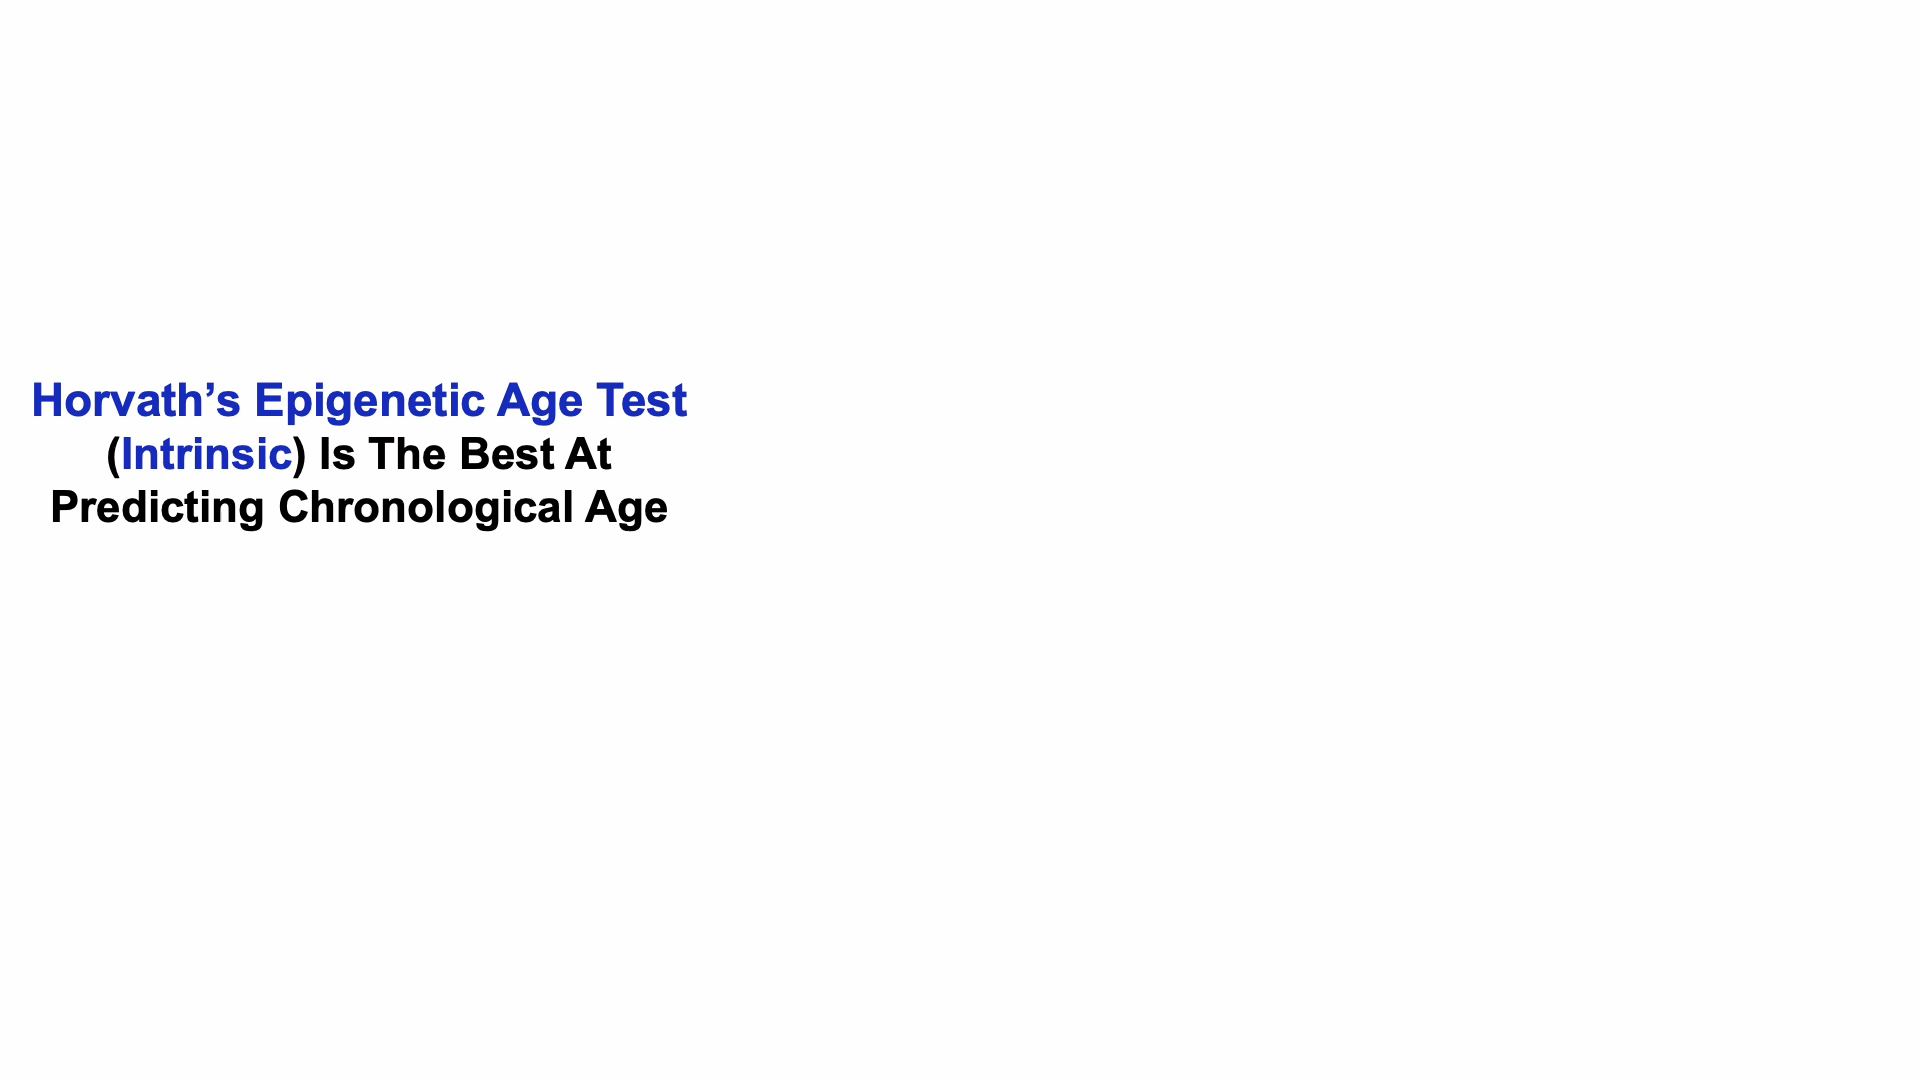 Horvath’s Epigenetic Age Test
(Intrinsic) Is The Best At
Predicting Chronological Age